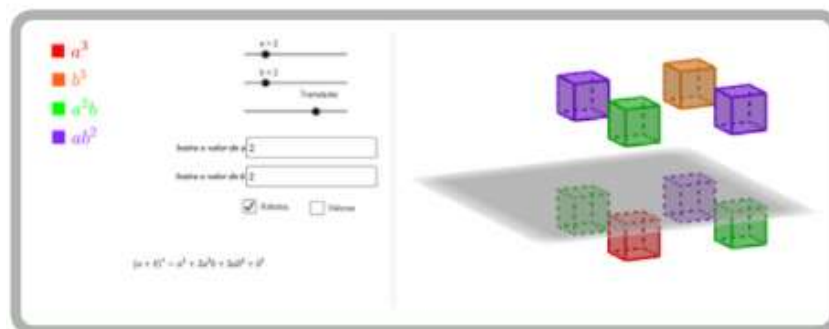 a³
b³
a²b
ab²
a = 2
b = 2
Translação
Insira o valor de a 2
Insira o valor de b 2
Rótulos
Valores
(a + b)³ = a³ + 3a²b + 3ab² + b³